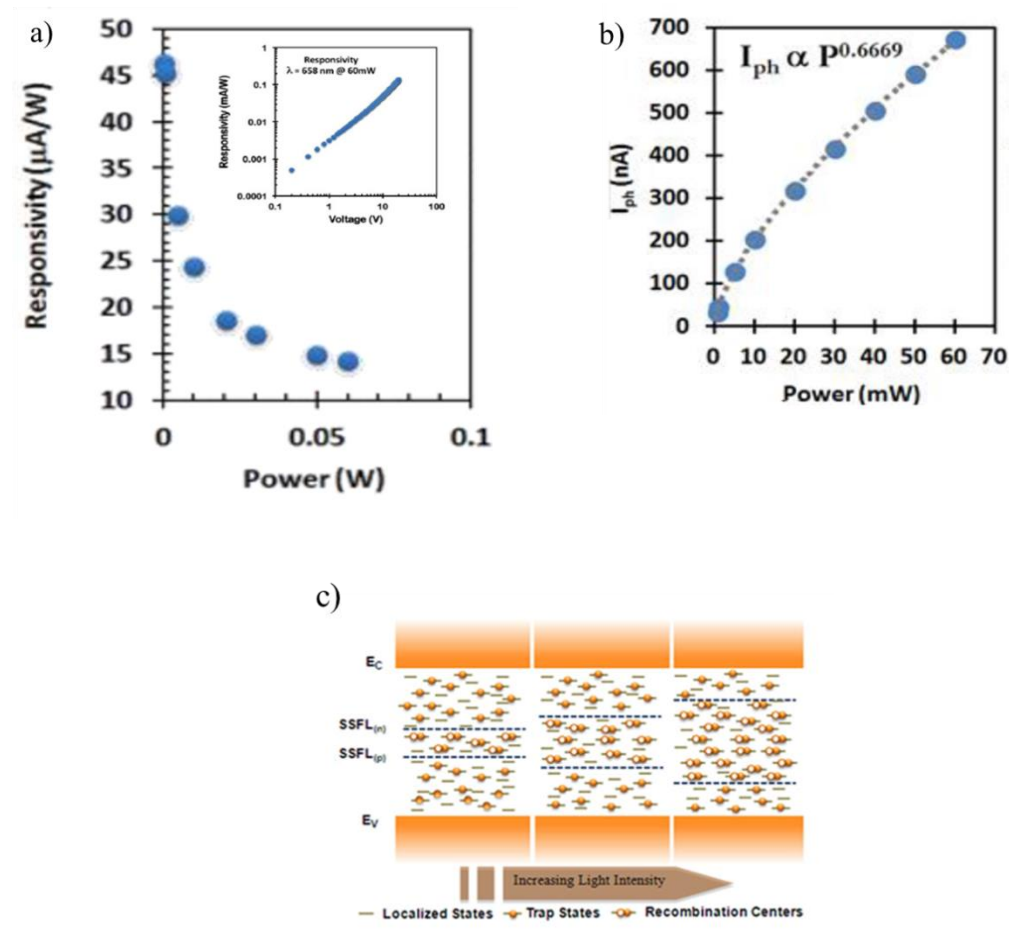 a)
50
45
40
35
30
25
20
15
10
Responsivity (µA/W)
0
0.05
0.1
Power (W)
Responsivity
λ = 658 nm @ 60mW
1
0.1
0.01
0.001
0.0001
Responsivity (mA/W)
0.1
1
10
100
Voltage (V)
b)
700
600
500
400
300
200
100
0
Iph (nA)
Iph α P0.6669
0 10 20 30 40 50 60 70
Power (mW)
c)
EC
SSFL(n)
SSFL(p)
EV
Increasing Light Intensity
Localized States Trap States Recombination Centers